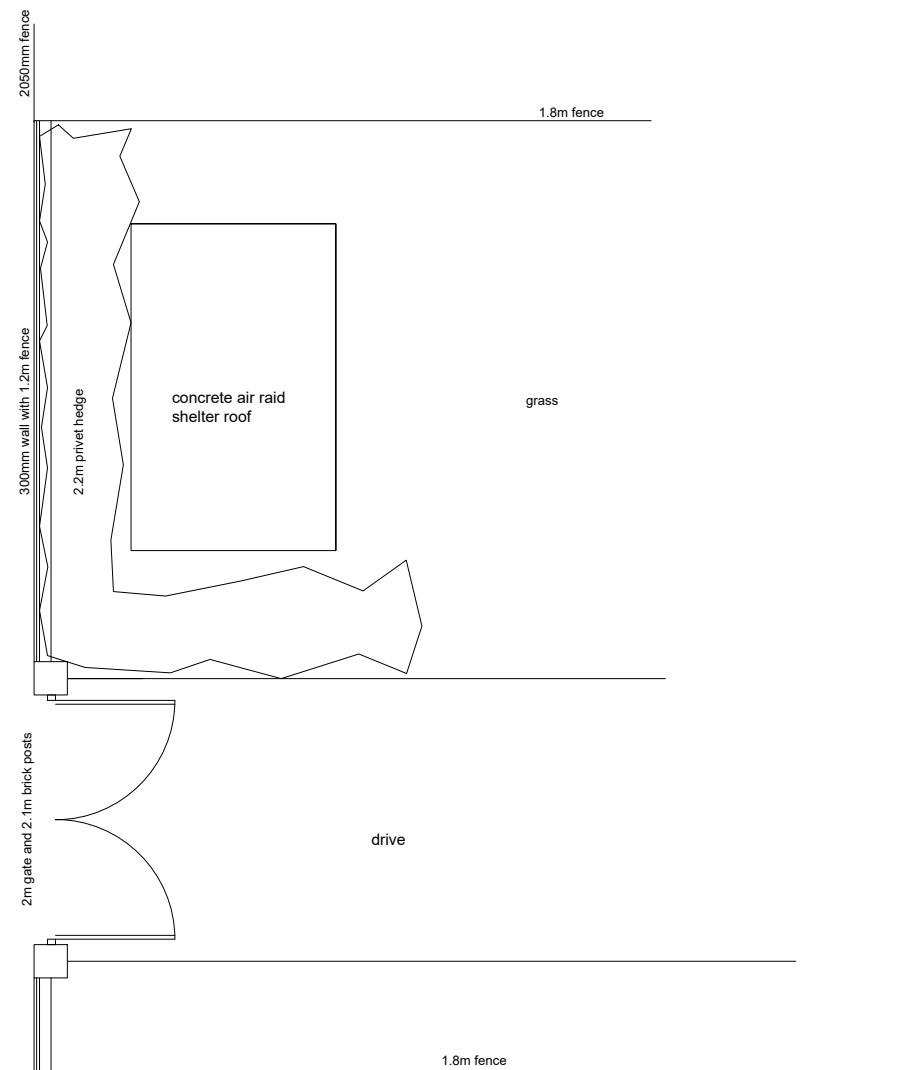 2050mm fence
1.8m fence
300mm wall with 1.2m fence
2.2m privet hedge
concrete air raid
shelter roof
grass
2m gate and 2.1m brick posts
drive
1.8m fence